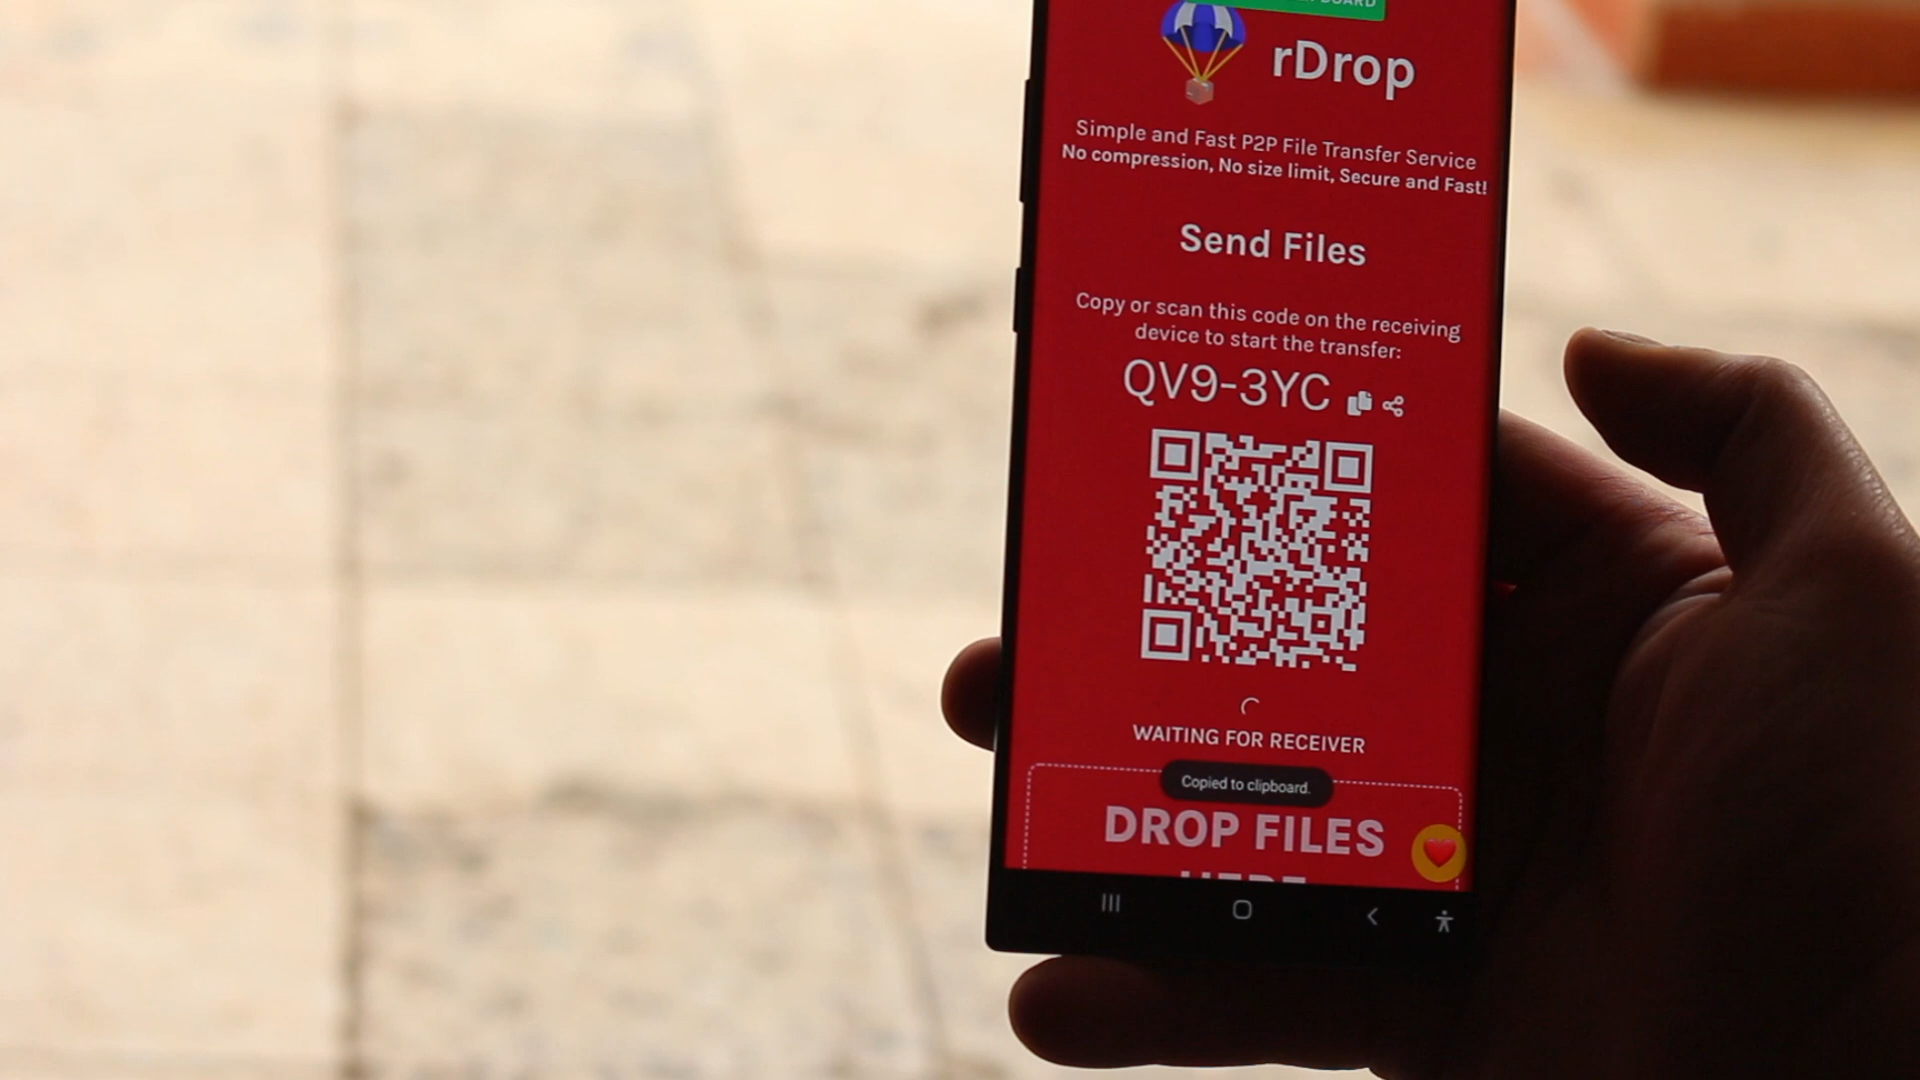 BOARD
rDrop
Simple and Fast P2P File Transfer Service
No compression, No size limit, Secure and Fast!
Send Files
Copy or scan this code on the receiving
device to start the transfer:
QV9-3YC
WAITING FOR RECEIVER
Copied to clipboard.
DROP FILES
HERE